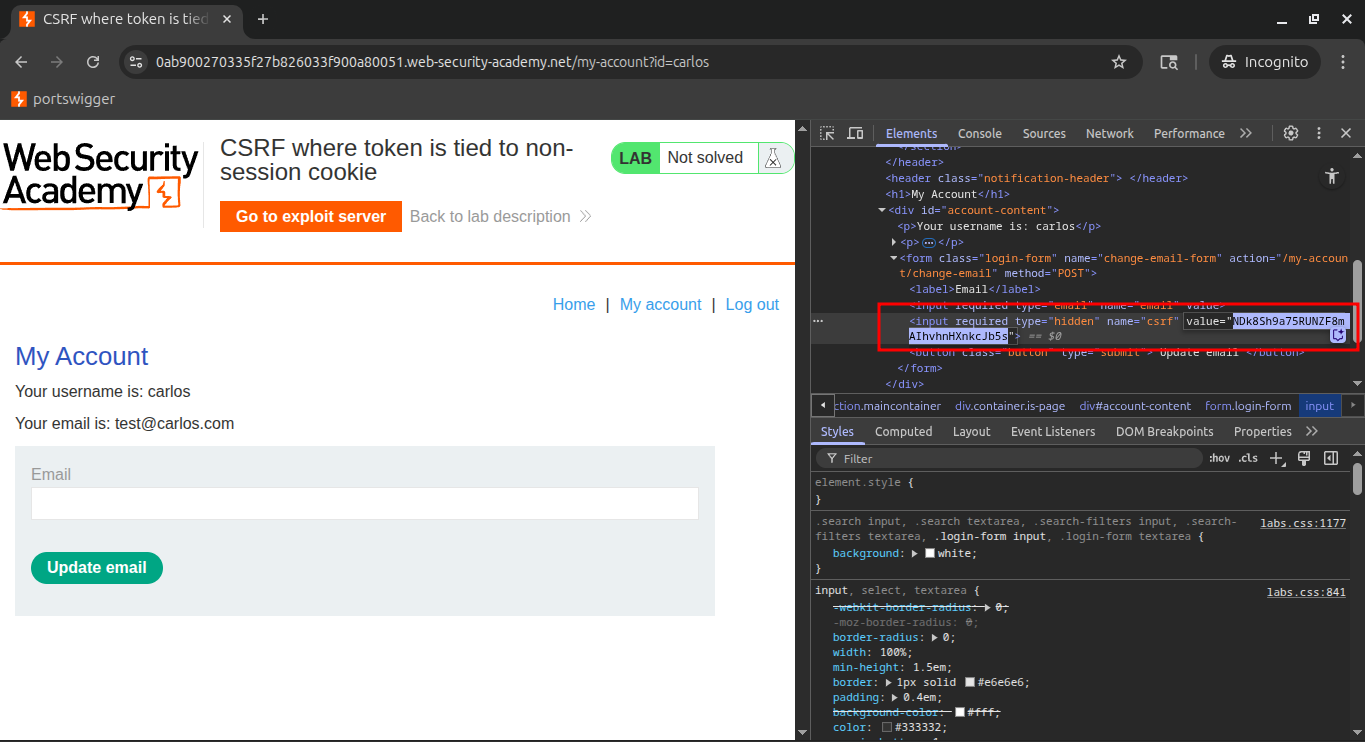 CSRF where token is tied
0ab900270335f27b826033f900a80051.web-security-academy.net/my-account?id=carlos
Incognito
portswigger
Web Security
Academy
CSRF where token is tied to non-
session cookie
LAB Not solved
Go to exploit server Back to lab description
Home | My account | Log out
My Account
Your username is: carlos
Your email is: test@carlos.com
Email
Update email
Elements Console Sources Network Performance
</header>
<header class="notification-header"> </header>
<h1>My Account</h1>
<div id="account-content">
<p>Your username is: carlos</p>
<p> </p>
<form class="login-form" name="change-email-form" action="/my-accoun
t/change-email" method="POST">
<label>Email</label>
<input required type="email" name="email" value>
<input required type="hidden" name="csrf" value="NDk8Sh9a75RUNZF8m
AIhvhnHXnkcJb5s"> == $0
<button class="button" type="submit"> Update email </button>
</form>
</div>
ction.maincontainer div.container.is-page div#account-content form.login-form input
Styles Computed Layout Event Listeners DOM Breakpoints Properties
Filter :hov .cls
element.style {
}
.search input, .search textarea, .search-filters input, .search- labs.css:1177
filters textarea, .login-form input, .login-form textarea {
background: white;
}
input, select, textarea { labs.css:841
-webkit-border-radius: 0;
-moz-border-radius: 0;
border-radius: 0;
width: 100%;
min-height: 1.5em;
border: 1px solid #e6e6e6;
padding: 0.4em;
background-color: #fff;
color: #333332;